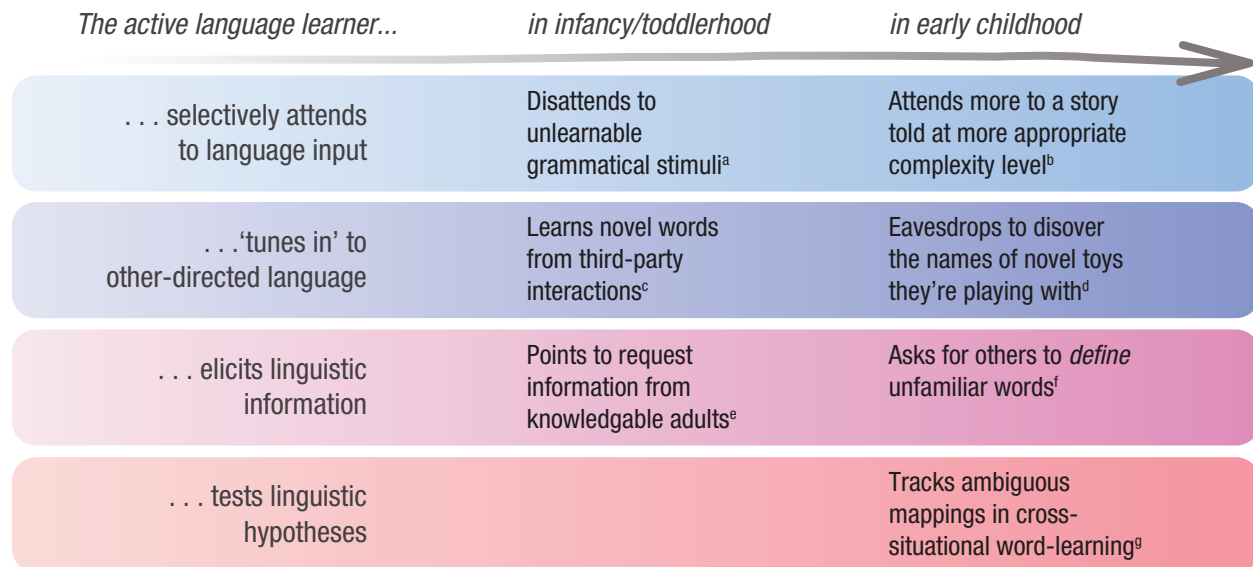 The active language learner... in infancy/toddlerhood in early childhood
. . . selectively attends
to language input
Disattends to
unlearnable
grammatical stimuliᵃ
Attends more to a story
told at more appropriate
complexity levelᵇ
. . .‘tunes in’ to
other-directed language
Learns novel words
from third-party
interactionsᶜ
Eavesdrops to disover
the names of novel toys
they’re playing withᵈ
. . . elicits linguistic
information
Points to request
information from
knowledgable adultsᵉ
Asks for others to define
unfamiliar wordsᶠ
. . . tests linguistic
hypotheses
Tracks ambiguous
mappings in cross-
situational word-learningᵍ